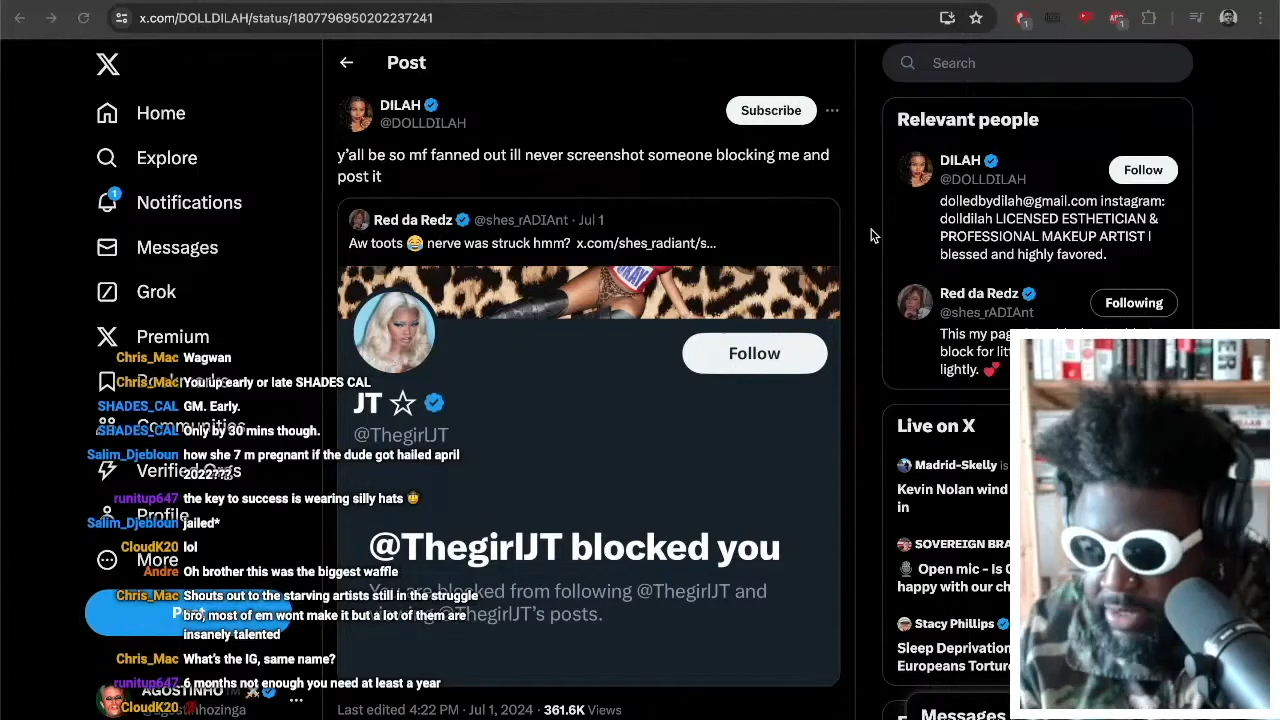 x.com/DOLLDILAH/status/1807796950202237241
Home
Explore
1
Notifications
Messages
Grok
Premium
Communities
Verified Orgs
Profile
More
AGOSTINHO
Chris_Mac Wagwan
Chris_Mac You up early or late SHADES CAL
SHADES_CAL GM. Early.
SHADES_CAL Only by 30 mins though.
Salim_Djebloun how she 7 m pregnant if the dude got hailed april
2022???
runitup647 the key to success is wearing silly hats 🤠
Salim_Djebloun jailed*
CloudK20 lol
Andre Oh brother this was the biggest waffle
Chris_Mac Shouts out to the starving artists still in the struggle
bro, most of em wont make it but a lot of them are
insanely talented
Chris_Mac What's the IG, same name?
runitup647 6 months not enough you need at least a year
CloudK20
Post
DILAH
@DOLLDILAH
Subscribe
y'all be so mf fanned out ill never screenshot someone blocking me and
post it
Red da Redz @shes_rADIAnt · Jul 1
Aw toots 😂 nerve was struck hmm? x.com/shes_radiant/s...
Follow
JT ☆
@ThegirlJT
@ThegirlJT blocked you
You are blocked from following @ThegirlJT and
@ThegirlJT's posts.
Last edited 4:22 PM · Jul 1, 2024 · 361.6K Views
Search
Relevant people
DILAH
@DOLLDILAH
Follow
dolledbydilah@gmail.com instagram:
dolldilah LICENSED ESTHETICIAN &
PROFESSIONAL MAKEUP ARTIST |
blessed and highly favored.
Red da Redz
@shes_rADIAnt
Following
This my pag
block for lit
lightly. 💕
Live on X
Madrid-Skelly is
Kevin Nolan wind
in
SOVEREIGN BRA
Open mic - Is G
happy with our ch
Stacy Phillips
Sleep Deprivation
Europeans Tortur
Messages